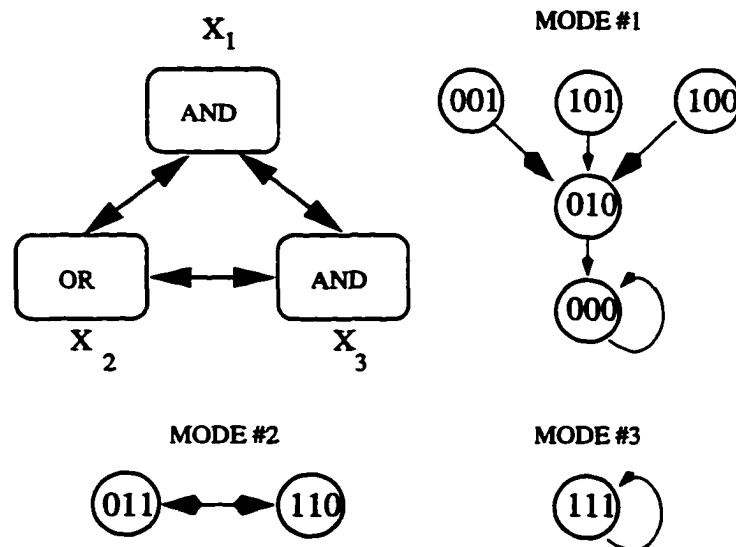 X1
MODE #1
AND
001 101 100
010
OR AND
000
X2 X3
MODE #2 MODE #3
011 110 111